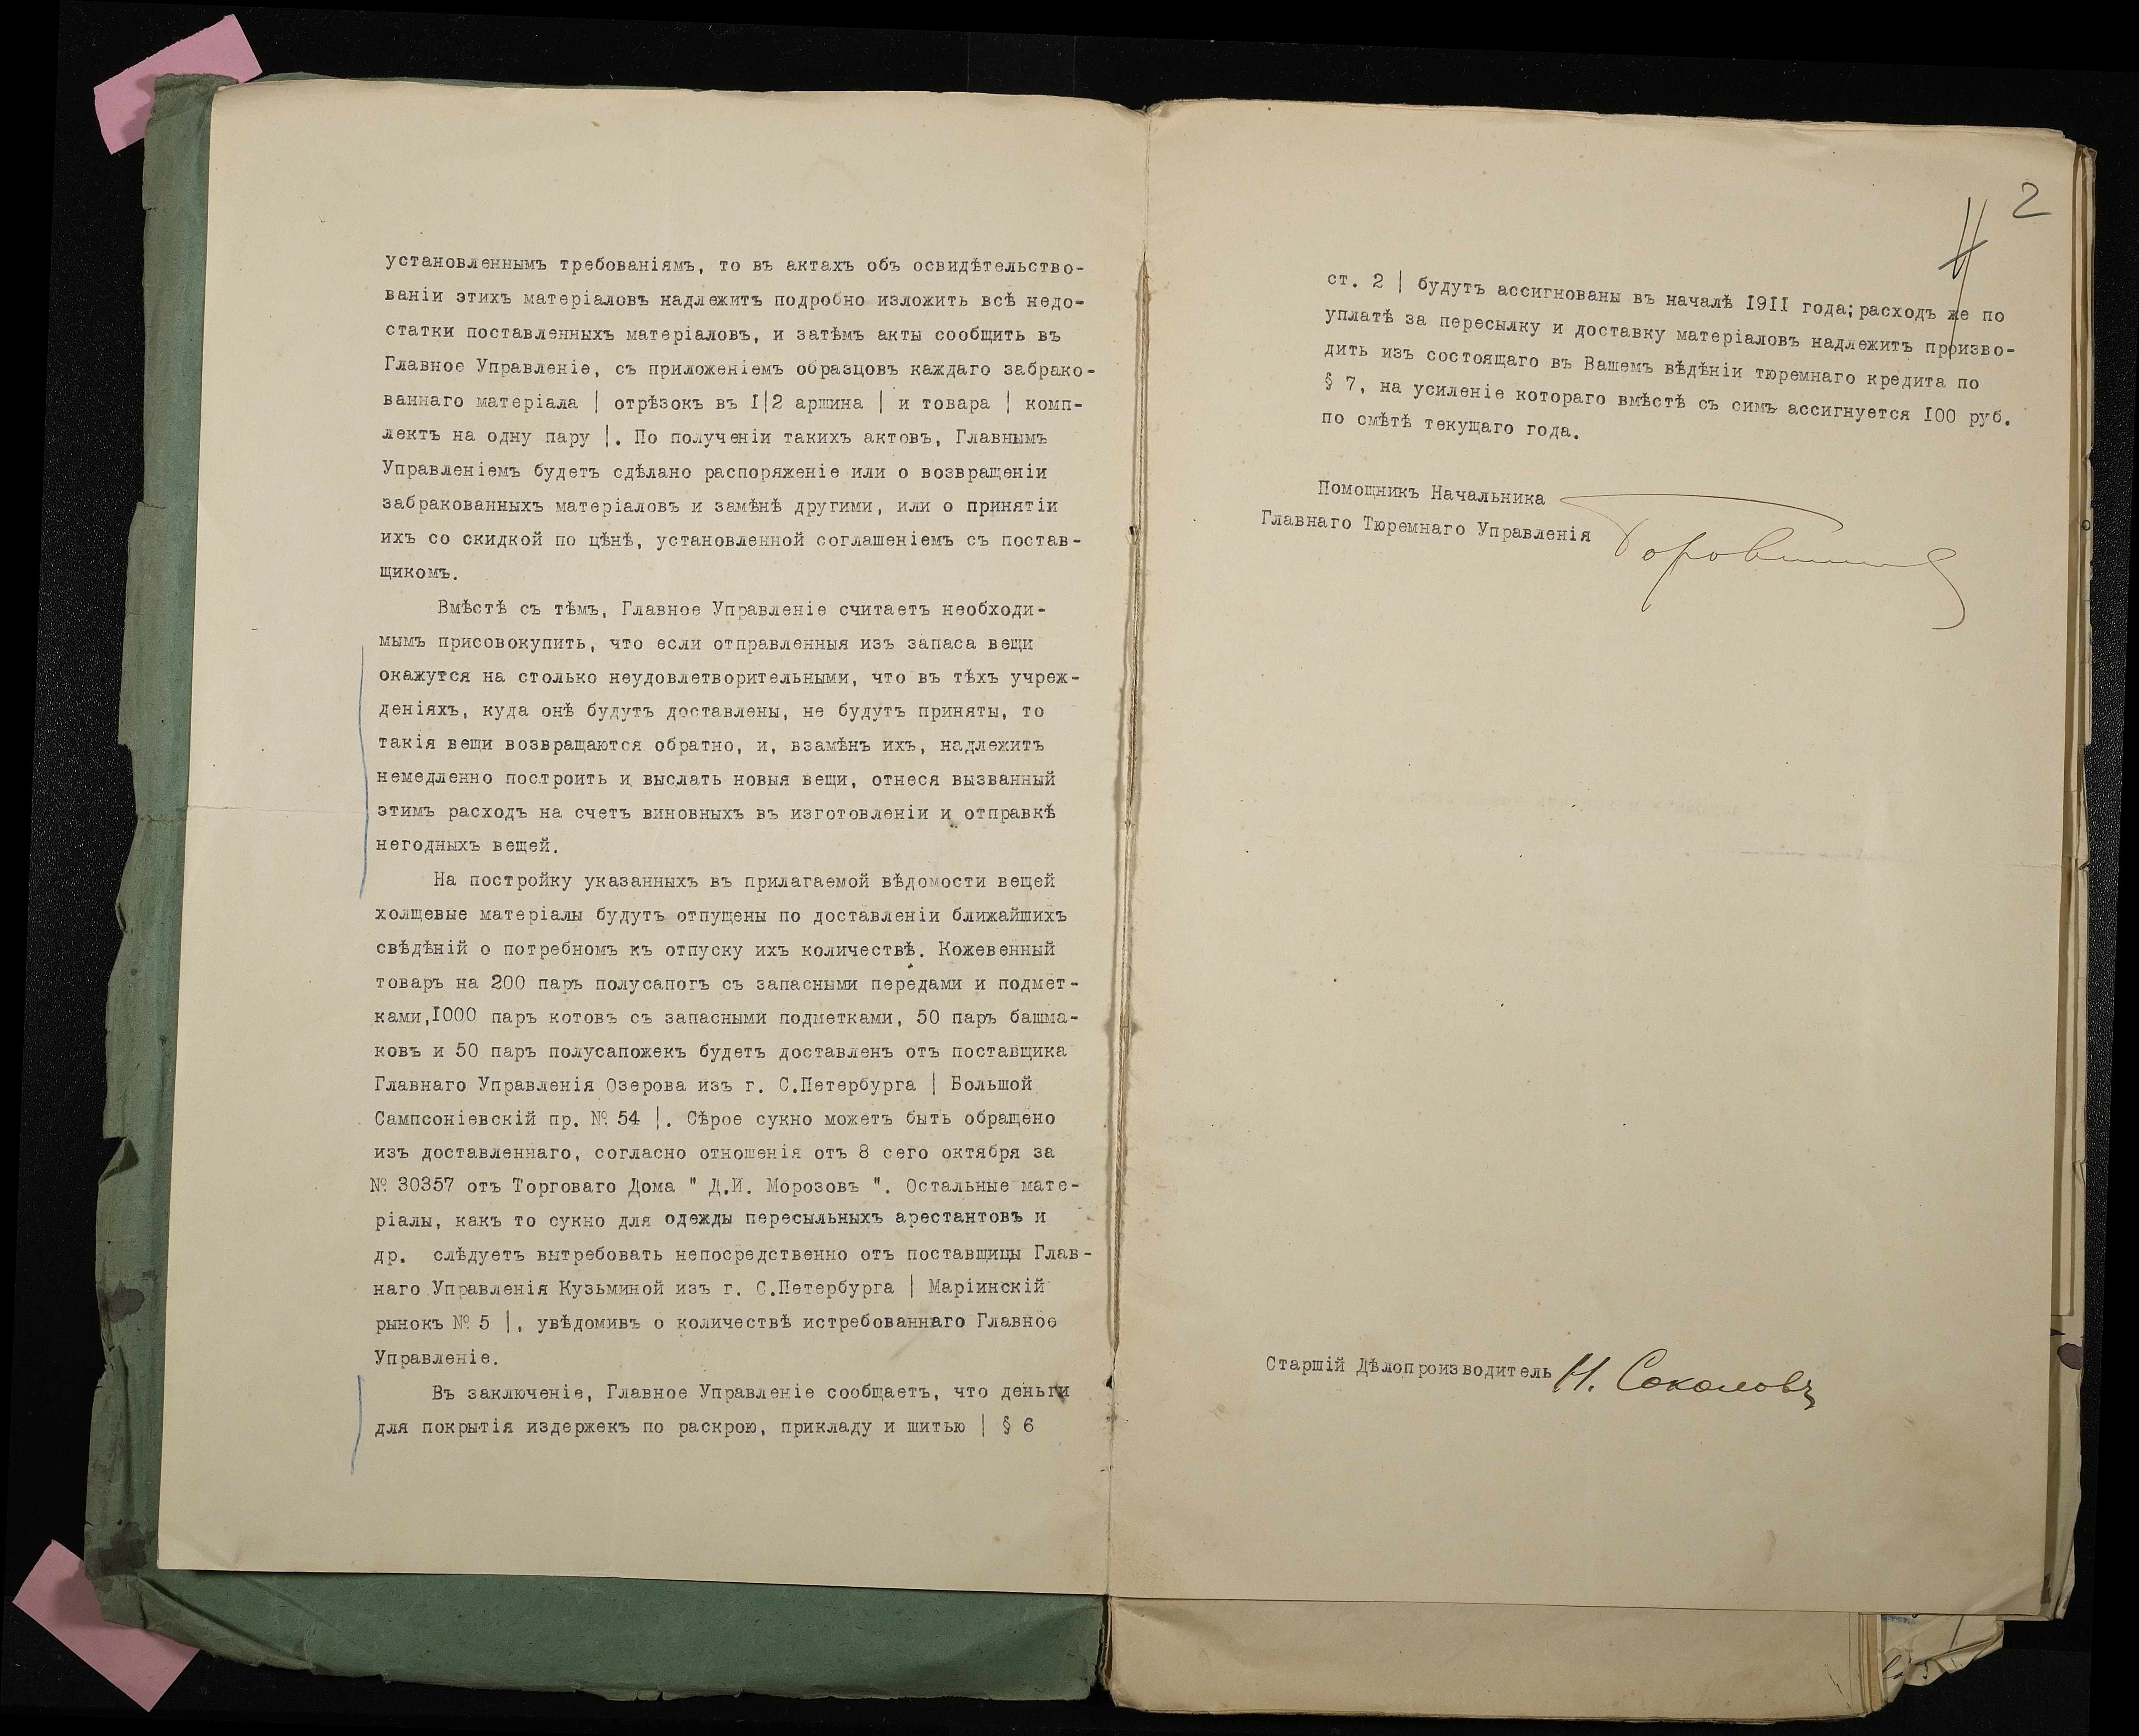 установленнымъ требованіямъ, то въ актахъ объ освидѣтельство-
ваніи этихъ матеріаловъ надлежитъ подробно изложить всѣ недо-
статки поставленныхъ матеріаловъ, и затѣмъ акты сообщить въ
Главное Управленіе, съ приложеніемъ образцовъ каждаго забрако-
ваннаго матеріала | отрѣзокъ въ I|2 аршина | и товара | комп-
лектъ на одну пару |. По полученіи такихъ актовъ, Главнымъ
Управленіемъ будетъ сдѣлано распоряженіе или о возвращеніи
забракованныхъ матеріаловъ и замѣнѣ другими, или о принятіи
ихъ со скидкой по цѣнѣ, установленной соглашеніемъ съ постав-
щикомъ.
Вмѣстѣ съ тѣмъ, Главное Управленіе считаетъ необходи-
мымъ присовокупить, что если отправленныя изъ запаса вещи
окажутся на столько неудовлетворительными, что въ тѣхъ учреж-
деніяхъ, куда онѣ будутъ доставлены, не будутъ приняты, то
такія вещи возвращаются обратно, и, взамѣнъ ихъ, надлежитъ
немедленно построить и выслать новыя вещи, отнеся вызванный
этимъ расходъ на счетъ виновныхъ въ изготовленіи и отправкѣ
негодныхъ вещей.
На постройку указанныхъ въ прилагаемой вѣдомости вещей
холщевые матеріалы будутъ отпущены по доставленіи ближайшихъ
свѣдѣній о потребномъ къ отпуску ихъ количествѣ. Кожевенный
товаръ на 200 паръ полусапогъ съ запасными передами и подмет-
ками,I000 паръ котовъ съ запасными подметками, 50 паръ башма-
ковъ и 50 паръ полусапожекъ будетъ доставленъ отъ поставщика
Главнаго Управленія Озерова изъ г. С.Петербурга | Большой
Сампсоніевскій пр. № 54 |. Сѣрое сукно можетъ быть обращено
изъ доставленнаго, согласно отношенія отъ 8 сего октября за
№ 30357 отъ Торговаго Дома " Д.И. Морозовъ ". Остальные мате-
ріалы, какъ то сукно для одежды пересыльныхъ арестантовъ и
др. слѣдуетъ вытребовать непосредственно отъ поставщицы Глав-
наго Управленія Кузьминой изъ г. С.Петербурга | Маріинскій
рынокъ № 5 |, увѣдомивъ о количествѣ истребованнаго Главное
Управленіе.
Въ заключеніе, Главное Управленіе сообщаетъ, что деньги
для покрытія издержекъ по раскрою, прикладу и шитью | § 6
2
ст. 2 | будутъ ассигнованы въ началѣ I9II года;расходъ же по
уплатѣ за пересылку и доставку матеріаловъ надлежитъ произво-
дить изъ состоящаго въ Вашемъ вѣдѣніи тюремнаго кредита по
§ 7, на усиленіе котораго вмѣстѣ съ симъ ассигнуется I00 руб.
по смѣтѣ текущаго года.
Помощникъ Начальника
Главнаго Тюремнаго Управленія
Старшій Дѣлопроизводитель Н. Соколовъ